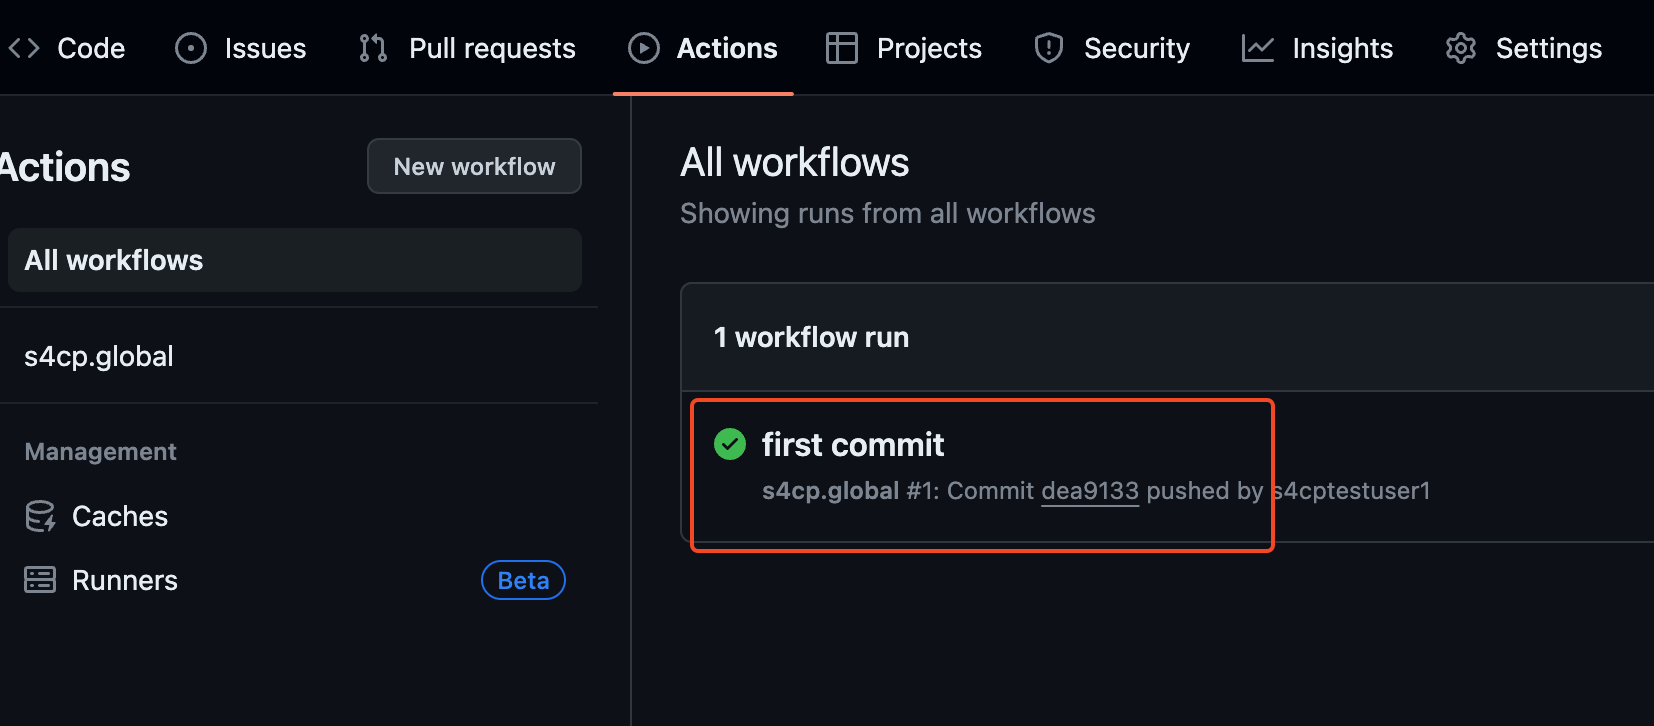 Code Issues Pull requests Actions Projects Security Insights Settings
Actions
New workflow
All workflows
s4cp.global
Management
Caches
Runners Beta
All workflows
Showing runs from all workflows
1 workflow run
first commit
s4cp.global #1: Commit dea9133 pushed by s4cptestuser1